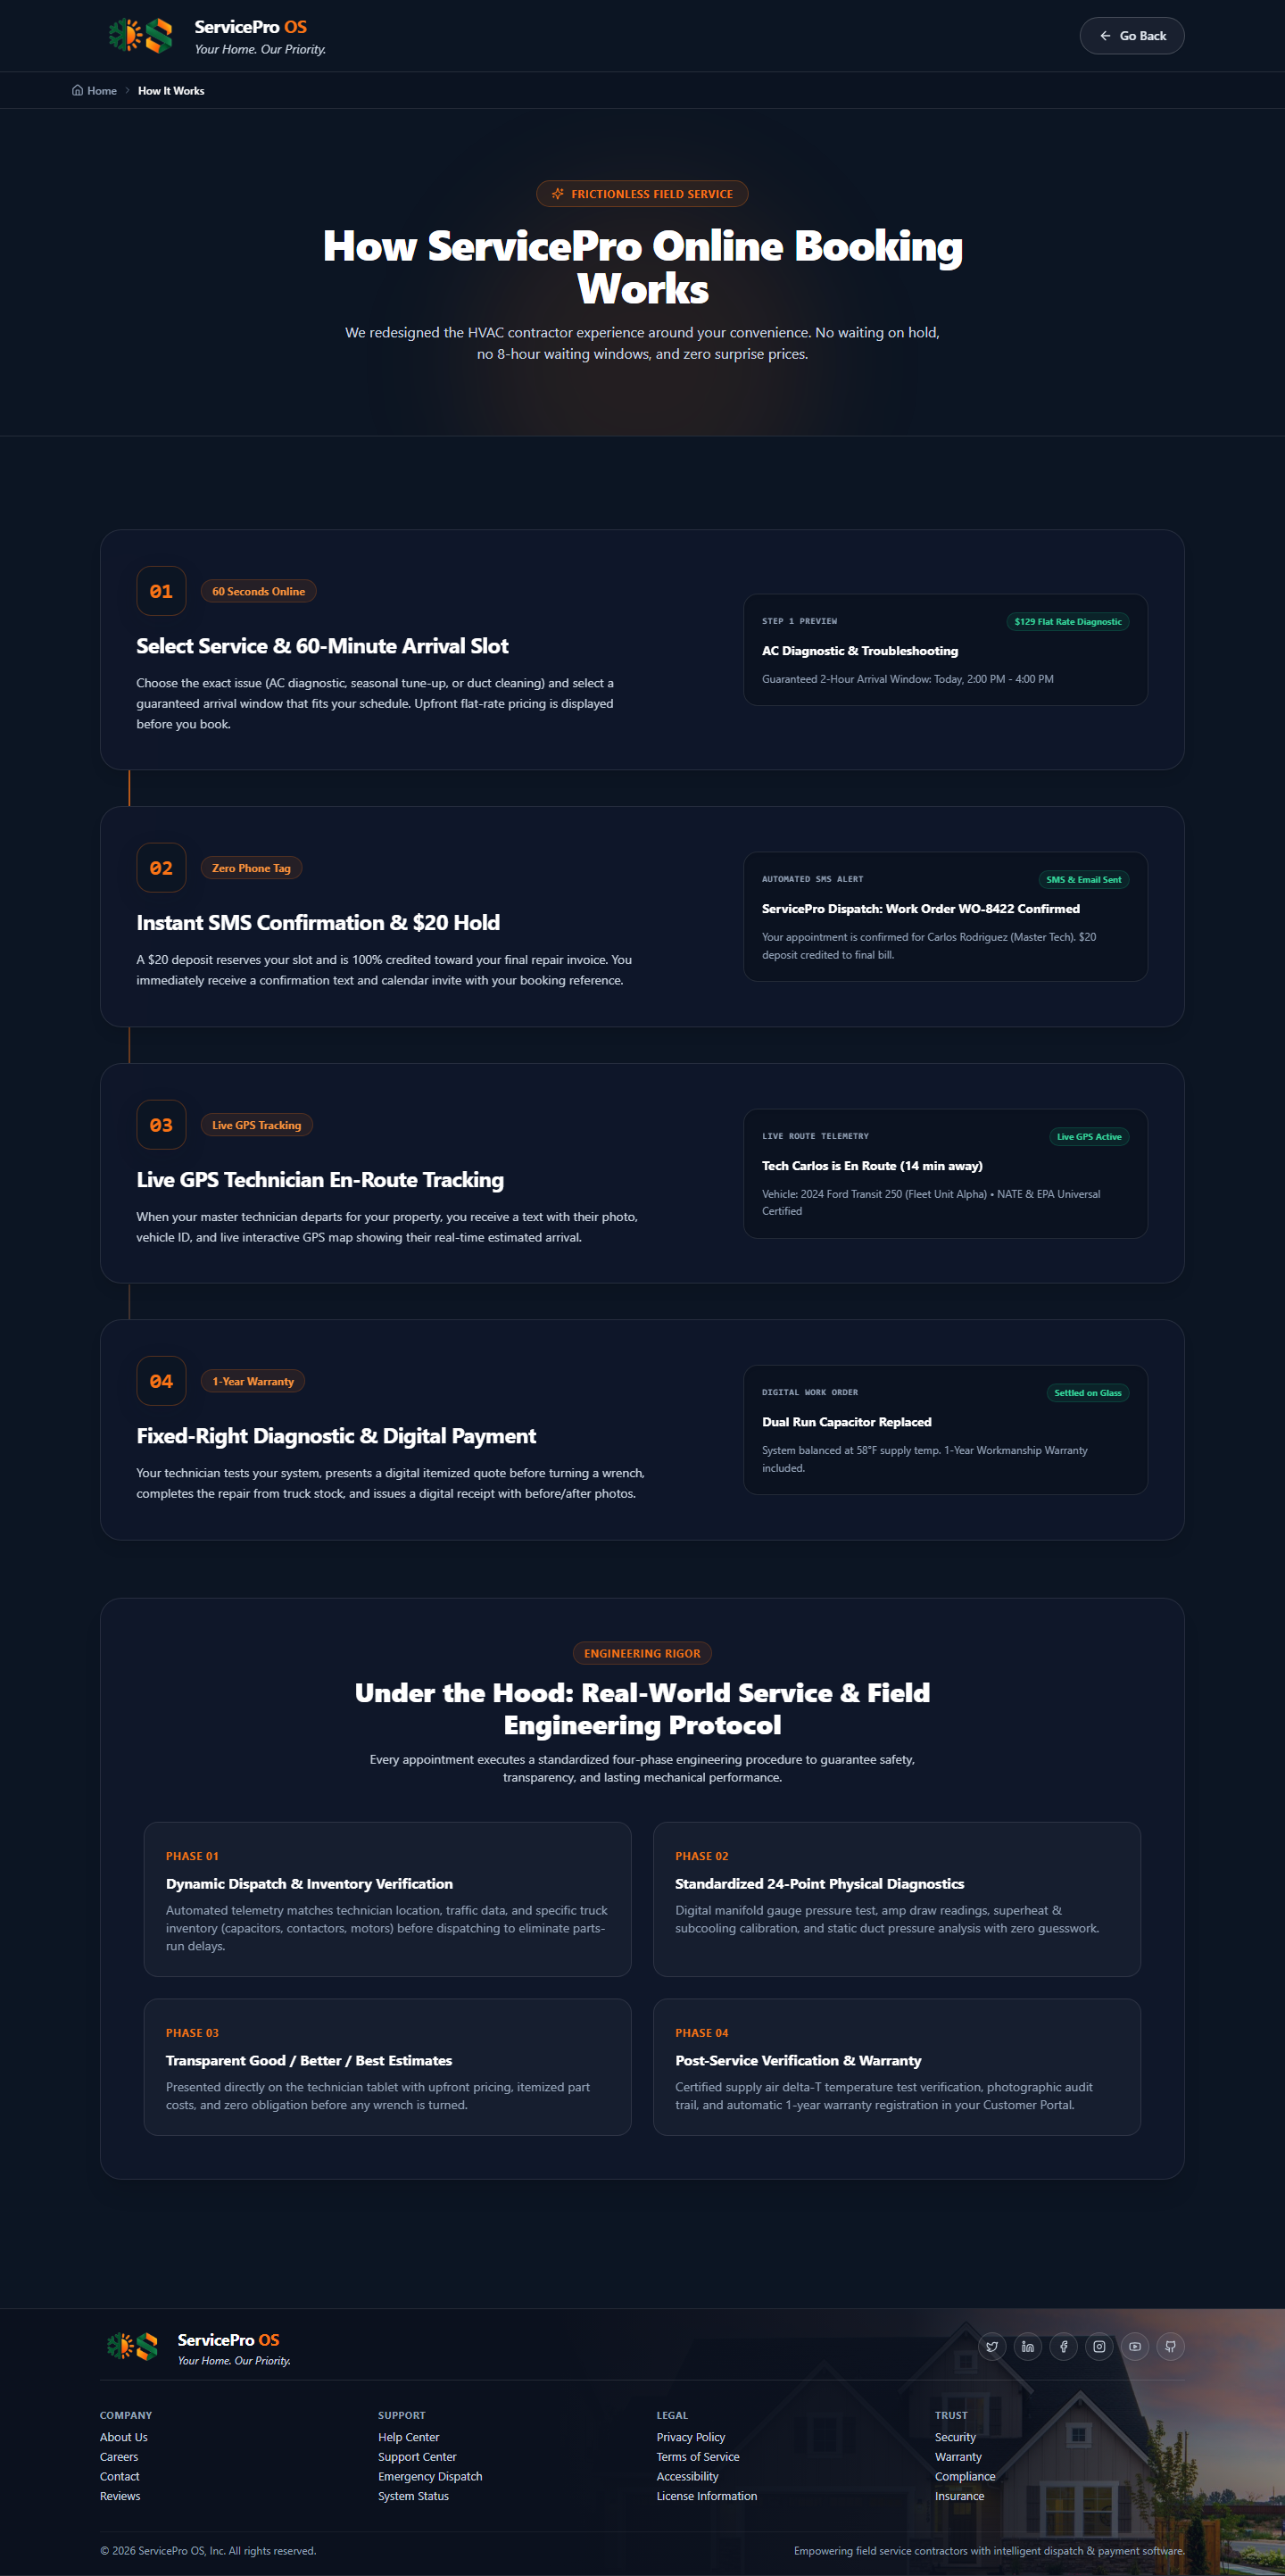 ServicePro OS
Your Home. Our Priority.
Go Back
Home
How It Works
FRICTIONLESS FIELD SERVICE
How ServicePro Online Booking
Works
We redesigned the HVAC contractor experience around your convenience. No waiting on hold,
no 8-hour waiting windows, and zero surprise prices.
01
60 Seconds Online
Select Service & 60-Minute Arrival Slot
Choose the exact issue (AC diagnostic, seasonal tune-up, or duct cleaning) and select a
guaranteed arrival window that fits your schedule. Upfront flat-rate pricing is displayed
before you book.
STEP 1 PREVIEW
$129 Flat Rate Diagnostic
AC Diagnostic & Troubleshooting
Guaranteed 2-Hour Arrival Window: Today, 2:00 PM - 4:00 PM
02
Zero Phone Tag
Instant SMS Confirmation & $20 Hold
A $20 deposit reserves your slot and is 100% credited toward your final repair invoice. You
immediately receive a confirmation text and calendar invite with your booking reference.
AUTOMATED SMS ALERT
SMS & Email Sent
ServicePro Dispatch: Work Order WO-8422 Confirmed
Your appointment is confirmed for Carlos Rodriguez (Master Tech). $20
deposit credited to final bill.
03
Live GPS Tracking
Live GPS Technician En-Route Tracking
When your master technician departs for your property, you receive a text with their photo,
vehicle ID, and live interactive GPS map showing their real-time estimated arrival.
LIVE ROUTE TELEMETRY
Live GPS Active
Tech Carlos is En Route (14 min away)
Vehicle: 2024 Ford Transit 250 (Fleet Unit Alpha) • NATE & EPA Universal
Certified
04
1-Year Warranty
Fixed-Right Diagnostic & Digital Payment
Your technician tests your system, presents a digital itemized quote before turning a wrench,
completes the repair from truck stock, and issues a digital receipt with before/after photos.
DIGITAL WORK ORDER
Settled on Glass
Dual Run Capacitor Replaced
System balanced at 58°F supply temp. 1-Year Workmanship Warranty
included.
ENGINEERING RIGOR
Under the Hood: Real-World Service & Field
Engineering Protocol
Every appointment executes a standardized four-phase engineering procedure to guarantee safety,
transparency, and lasting mechanical performance.
PHASE 01
Dynamic Dispatch & Inventory Verification
Automated telemetry matches technician location, traffic data, and specific truck
inventory (capacitors, contactors, motors) before dispatching to eliminate parts-
run delays.
PHASE 02
Standardized 24-Point Physical Diagnostics
Digital manifold gauge pressure test, amp draw readings, superheat &
subcooling calibration, and static duct pressure analysis with zero guesswork.
PHASE 03
Transparent Good / Better / Best Estimates
Presented directly on the technician tablet with upfront pricing, itemized part
costs, and zero obligation before any wrench is turned.
PHASE 04
Post-Service Verification & Warranty
Certified supply air delta-T temperature test verification, photographic audit
trail, and automatic 1-year warranty registration in your Customer Portal.
ServicePro OS
Your Home. Our Priority.
COMPANY
About Us
Careers
Contact
Reviews
SUPPORT
Help Center
Support Center
Emergency Dispatch
System Status
LEGAL
Privacy Policy
Terms of Service
Accessibility
License Information
TRUST
Security
Warranty
Compliance
Insurance
© 2026 ServicePro OS, Inc. All rights reserved.
Empowering field service contractors with intelligent dispatch & payment software.